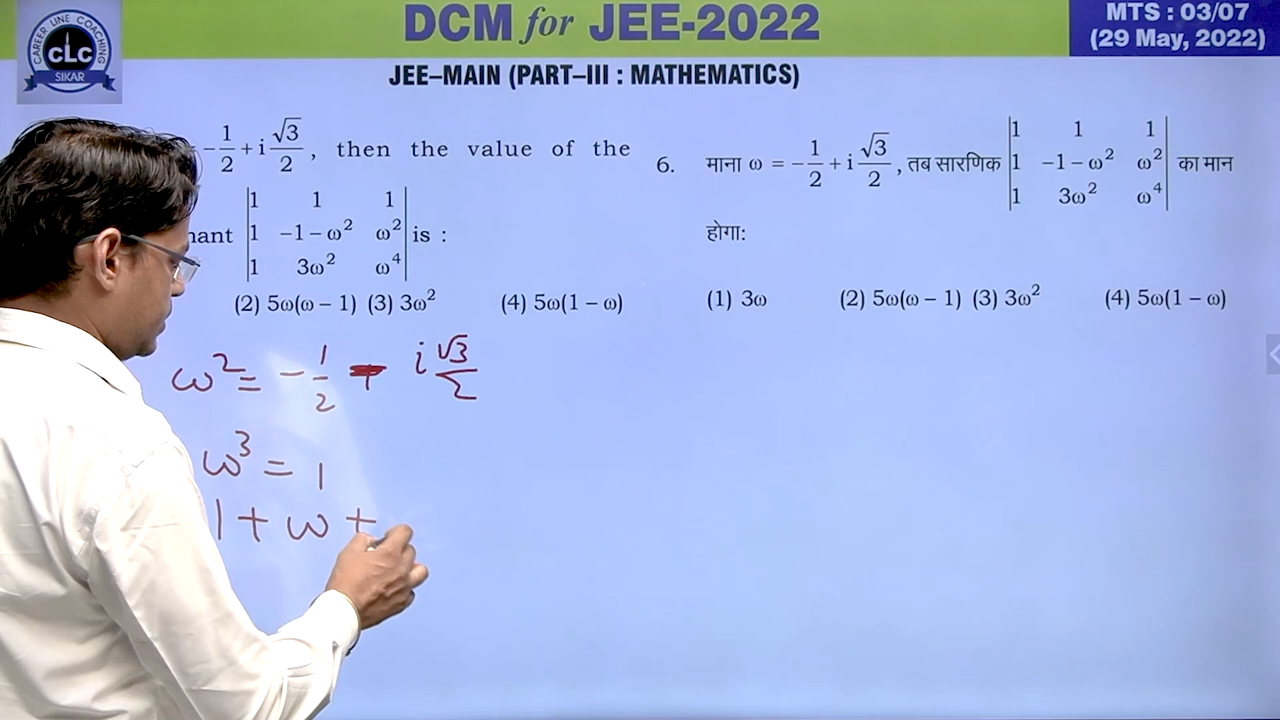 DCM for JEE-2022
MTS : 03/07
(29 May, 2022)
CAREER LINE COACHING
CLC
SIKAR
JEE–MAIN (PART–III : MATHEMATICS)
-1/2 + i √3/2 , then the value of the
nant |1 1 1|
|1 -1-ω² ω²| is :
|1 3ω² ω⁴|
(2) 5ω(ω – 1) (3) 3ω² (4) 5ω(1 – ω)
6. माना ω = -1/2 + i √3/2 , तब सारणिक |1 1 1|
|1 -1-ω² ω²| का मान
|1 3ω² ω⁴|
होगा:
(1) 3ω (2) 5ω(ω – 1) (3) 3ω² (4) 5ω(1 – ω)
ω² = -1/2 - i √3/2
ω³ = 1
1 + ω +